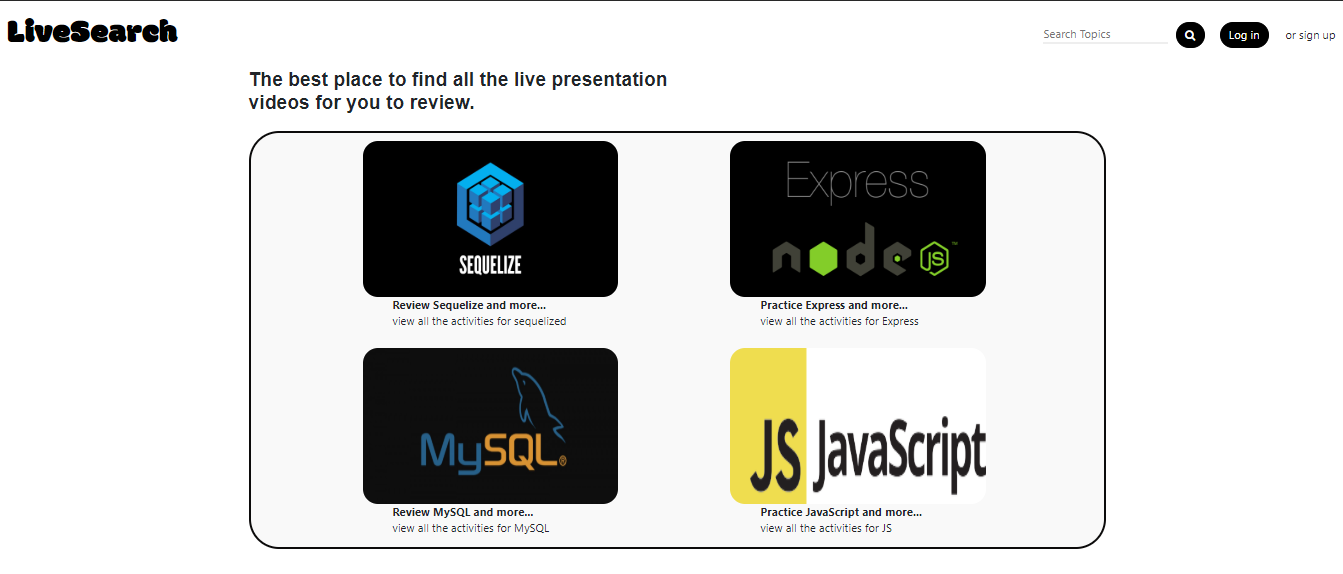 LiveSearch
Search Topics
Log in
or sign up
The best place to find all the live presentation
videos for you to review.
SEQUELIZE
Express
node JS ™
Review Sequelize and more...
view all the activities for sequelized
Practice Express and more...
view all the activities for Express
MySQL®
JS JavaScript
Review MySQL and more...
view all the activities for MySQL
Practice JavaScript and more...
view all the activities for JS